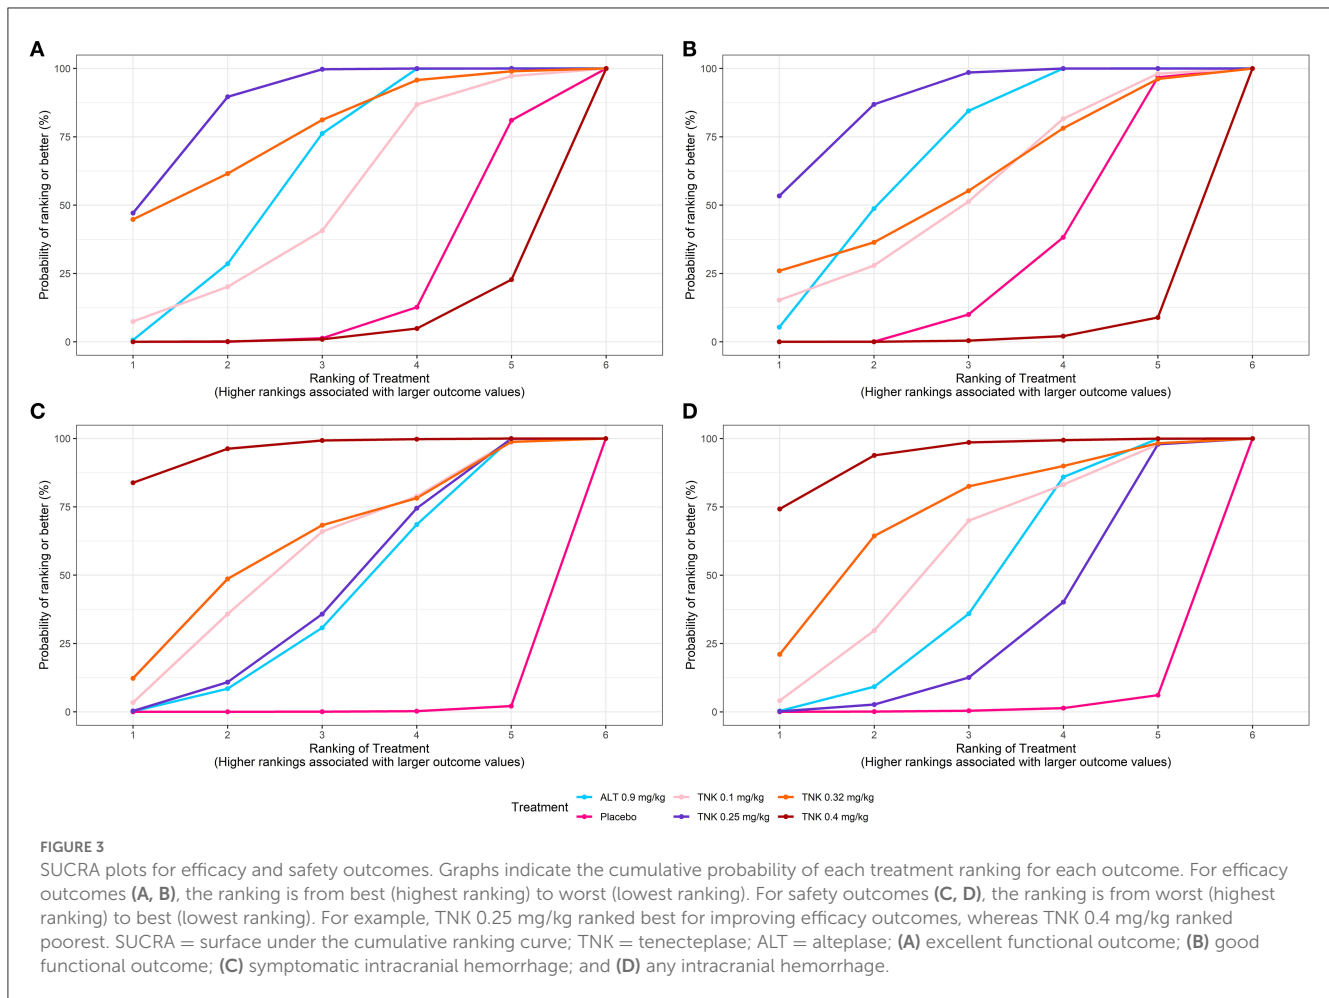 A
B
Probability of ranking or better (%)
100
75
50
25
0
1 2 3 4 5 6
Ranking of Treatment
(Higher rankings associated with larger outcome values)
Probability of ranking or better (%)
100
75
50
25
0
1 2 3 4 5 6
Ranking of Treatment
(Higher rankings associated with larger outcome values)
C
D
Probability of ranking or better (%)
100
75
50
25
0
1 2 3 4 5 6
Ranking of Treatment
(Higher rankings associated with larger outcome values)
Probability of ranking or better (%)
100
75
50
25
0
1 2 3 4 5 6
Ranking of Treatment
(Higher rankings associated with larger outcome values)
Treatment
ALT 0.9 mg/kg TNK 0.1 mg/kg TNK 0.32 mg/kg
Placebo TNK 0.25 mg/kg TNK 0.4 mg/kg
FIGURE 3
SUCRA plots for efficacy and safety outcomes. Graphs indicate the cumulative probability of each treatment ranking for each outcome. For efficacy
outcomes (A, B), the ranking is from best (highest ranking) to worst (lowest ranking). For safety outcomes (C, D), the ranking is from worst (highest
ranking) to best (lowest ranking). For example, TNK 0.25 mg/kg ranked best for improving efficacy outcomes, whereas TNK 0.4 mg/kg ranked
poorest. SUCRA = surface under the cumulative ranking curve; TNK = tenecteplase; ALT = alteplase; (A) excellent functional outcome; (B) good
functional outcome; (C) symptomatic intracranial hemorrhage; and (D) any intracranial hemorrhage.